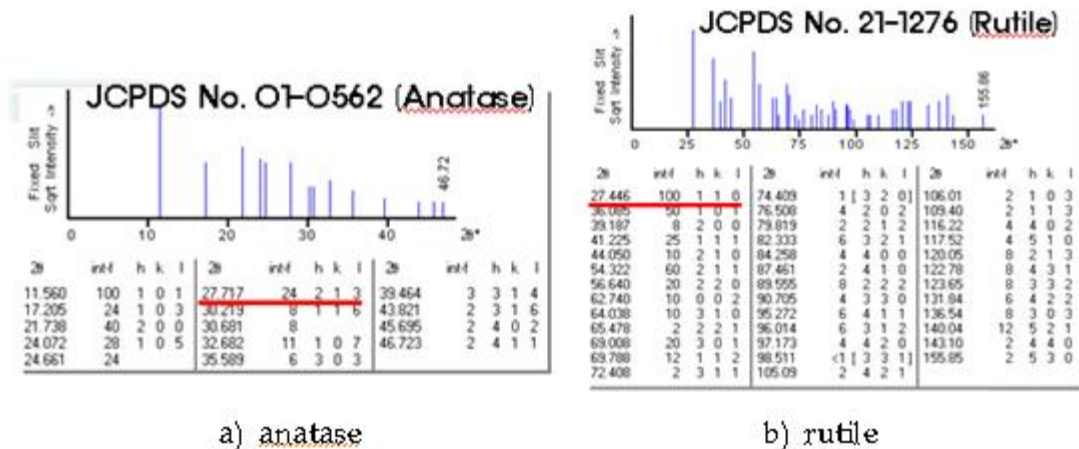 JCPDS No. 01-0562 (Anatase)
Fixed Slit
Sqrt Intensity ->
46.72
0 10 20 30 40 2θ°
2θ int-f h k l 2θ int-f h k l
11.560 100 1 0 1 27.717 24 2 1 3 39.464 3 3 1 4
17.205 24 1 0 3 30.219 8 1 1 6 43.821 2 3 1 6
21.738 40 2 0 0 30.681 8 45.695 2 4 0 2
24.072 28 1 0 5 32.682 11 1 0 7 46.723 2 4 1 1
24.661 24 35.589 6 3 0 3
a) anatase
JCPDS No. 21-1276 (Rutile)
Fixed Slit
Sqrt Intensity ->
155.86
0 25 50 75 100 125 150 2θ°
2θ int-f h k l 2θ int-f h k l 2θ int-f h k l
27.446 100 1 1 0 74.409 1 [ 3 2 0] 106.01 2 1 0 3
36.085 50 1 0 1 76.508 4 2 0 2 109.40 2 1 1 3
39.187 8 2 0 0 79.819 2 2 1 2 116.22 4 4 0 2
41.225 25 1 1 1 82.333 6 3 2 1 117.52 4 5 1 0
44.050 10 2 1 0 84.258 4 4 0 0 120.05 8 2 1 3
54.322 60 2 1 1 87.461 2 4 1 0 122.78 8 4 3 1
56.640 20 2 2 0 89.555 8 2 2 2 123.65 8 3 3 2
62.740 10 0 0 2 90.705 4 3 3 0 131.84 6 4 2 2
64.038 10 3 1 0 95.272 6 4 1 1 136.54 8 3 0 3
65.478 2 2 2 1 96.014 6 3 1 2 140.04 12 5 2 1
69.008 20 3 0 1 97.173 4 4 2 0 143.10 2 4 4 0
69.788 12 1 1 2 98.511 <1 [ 3 3 1] 155.85 2 5 3 0
72.408 2 3 1 1 105.09 2 4 2 1
b) rutile